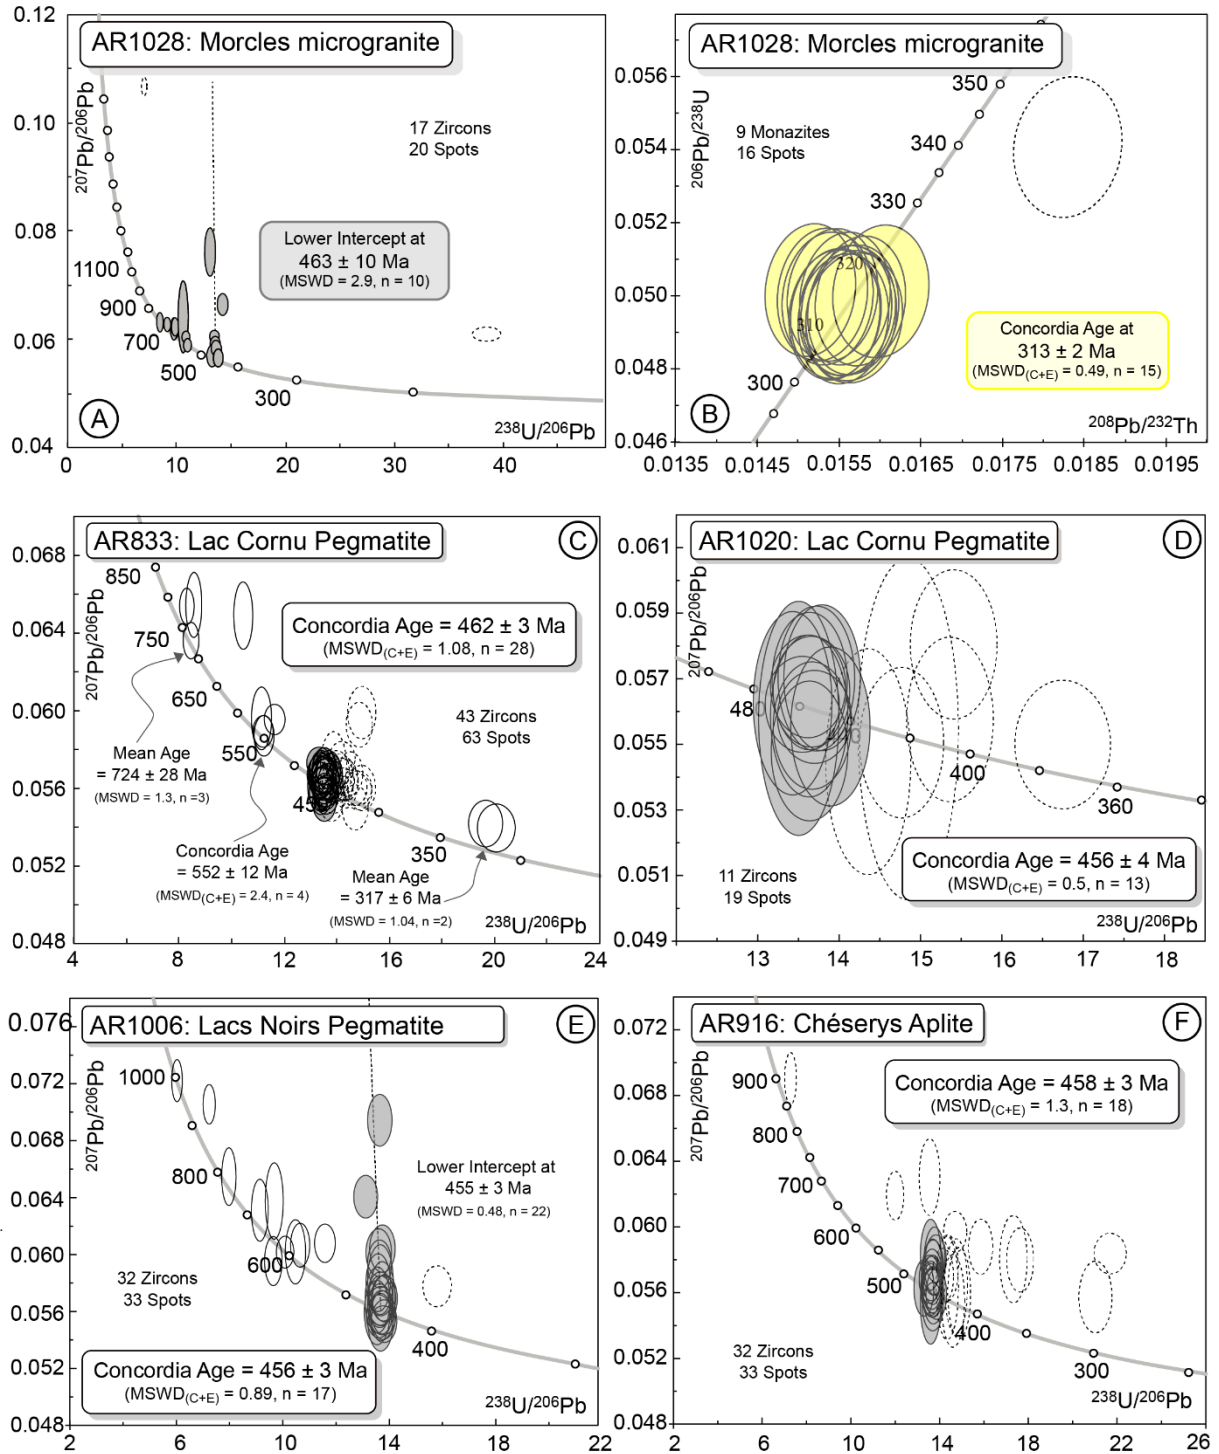 AR1028: Morcles microgranite
0.12
0.10
0.08
0.06
0.04
207Pb/206Pb
17 Zircons
20 Spots
Lower Intercept at
463 ± 10 Ma
(MSWD = 2.9, n = 10)
1100
900
700
500
300
A
238U/206Pb
0
10
20
30
40
AR1028: Morcles microgranite
0.056
0.054
0.052
0.050
0.048
0.046
206Pb/238U
9 Monazites
16 Spots
350
340
330
320
310
300
Concordia Age at
313 ± 2 Ma
(MSWD(C+E) = 0.49, n = 15)
B
208Pb/232Th
0.0135
0.0145
0.0155
0.0165
0.0175
0.0185
0.0195
AR833: Lac Cornu Pegmatite
C
0.068
0.064
0.060
0.056
0.052
0.048
207Pb/206Pb
850
750
650
550
350
Concordia Age = 462 ± 3 Ma
(MSWD(C+E) = 1.08, n = 28)
43 Zircons
63 Spots
Mean Age
= 724 ± 28 Ma
(MSWD = 1.3, n =3)
Concordia Age
= 552 ± 12 Ma
(MSWD(C+E) = 2.4, n = 4)
Mean Age
= 317 ± 6 Ma
(MSWD = 1.04, n =2)
238U/206Pb
4
8
12
16
20
24
AR1020: Lac Cornu Pegmatite
D
0.061
0.059
0.057
0.055
0.053
0.051
0.049
207Pb/206Pb
480
400
360
11 Zircons
19 Spots
Concordia Age = 456 ± 4 Ma
(MSWD(C+E) = 0.5, n = 13)
238U/206Pb
13
14
15
16
17
18
AR1006: Lacs Noirs Pegmatite
E
0.076
0.072
0.068
0.064
0.060
0.056
0.052
0.048
207Pb/206Pb
1000
800
600
400
Lower Intercept at
455 ± 3 Ma
(MSWD = 0.48, n = 22)
32 Zircons
33 Spots
Concordia Age = 456 ± 3 Ma
(MSWD(C+E) = 0.89, n = 17)
238U/206Pb
2
6
10
14
18
22
AR916: Chéserys Aplite
F
0.072
0.068
0.064
0.060
0.056
0.052
0.048
207Pb/206Pb
900
800
700
600
500
400
300
Concordia Age = 458 ± 3 Ma
(MSWD(C+E) = 1.3, n = 18)
32 Zircons
33 Spots
238U/206Pb
2
6
10
14
18
22
26